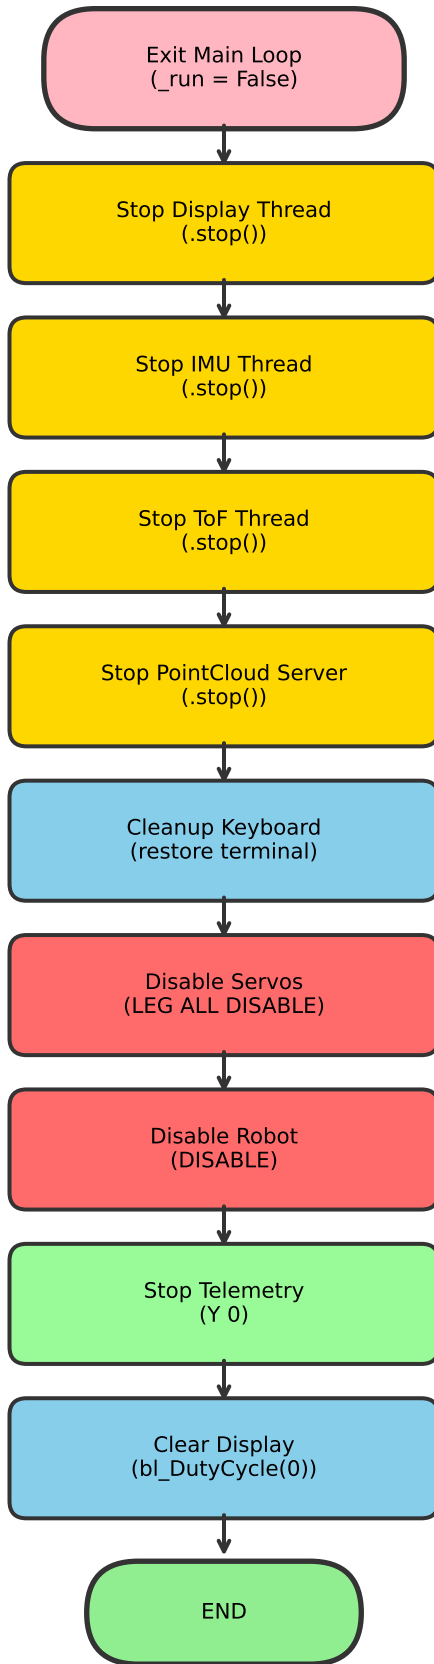 Exit Main Loop
(_run = False)
Stop Display Thread
(.stop())
Stop IMU Thread
(.stop())
Stop ToF Thread
(.stop())
Stop PointCloud Server
(.stop())
Cleanup Keyboard
(restore terminal)
Disable Servos
(LEG ALL DISABLE)
Disable Robot
(DISABLE)
Stop Telemetry
(Y 0)
Clear Display
(bl_DutyCycle(0))
END